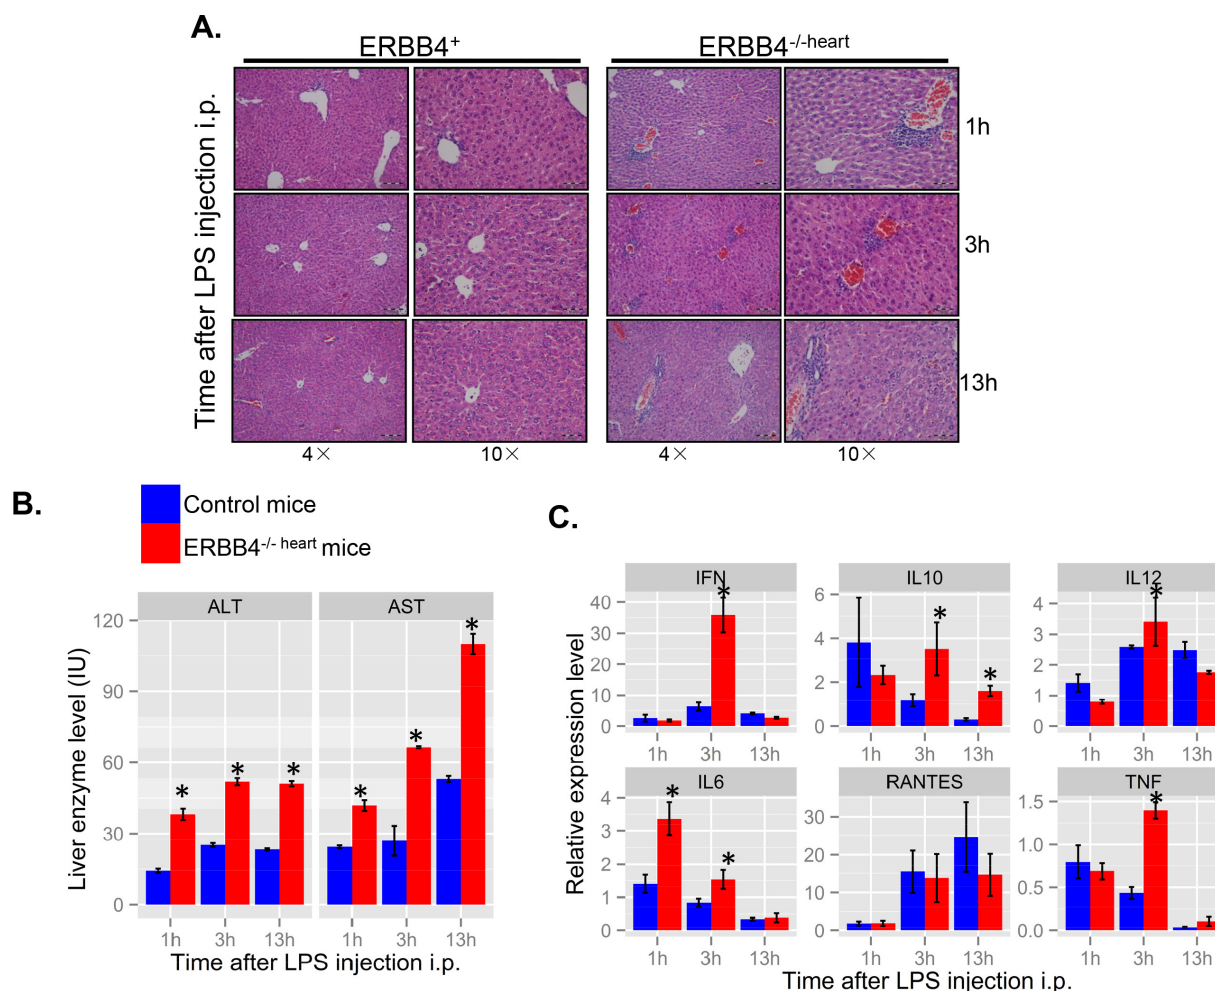 A.
ERBB4+
ERBB4-/-heart
Time after LPS injection i.p.
1h
3h
13h
4×
10×
4×
10×
B.
Control mice
ERBB4-/- heart mice
ALT
AST
Liver enzyme level (IU)
120
90
60
30
0
*
*
*
*
*
*
1h
3h
13h
1h
3h
13h
Time after LPS injection i.p.
C.
Relative expression level
IFN
IL10
IL12
40
30
20
10
0
*
6
4
2
0
*
*
4
3
2
1
0
*
1h
3h
13h
1h
3h
13h
1h
3h
13h
IL6
RANTES
TNF
4
3
2
1
0
*
*
30
20
10
0
1.5
1.0
0.5
0.0
*
1h
3h
13h
1h
3h
13h
1h
3h
13h
Time after LPS injection i.p.